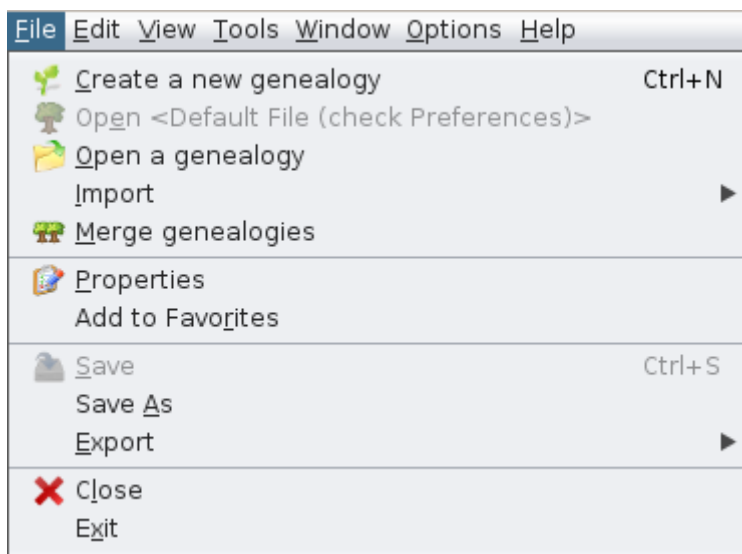 File Edit View Tools Window Options Help
Create a new genealogy Ctrl+N
Open <Default File (check Preferences)>
Open a genealogy
Import
Merge genealogies
Properties
Add to Favorites
Save Ctrl+S
Save As
Export
Close
Exit